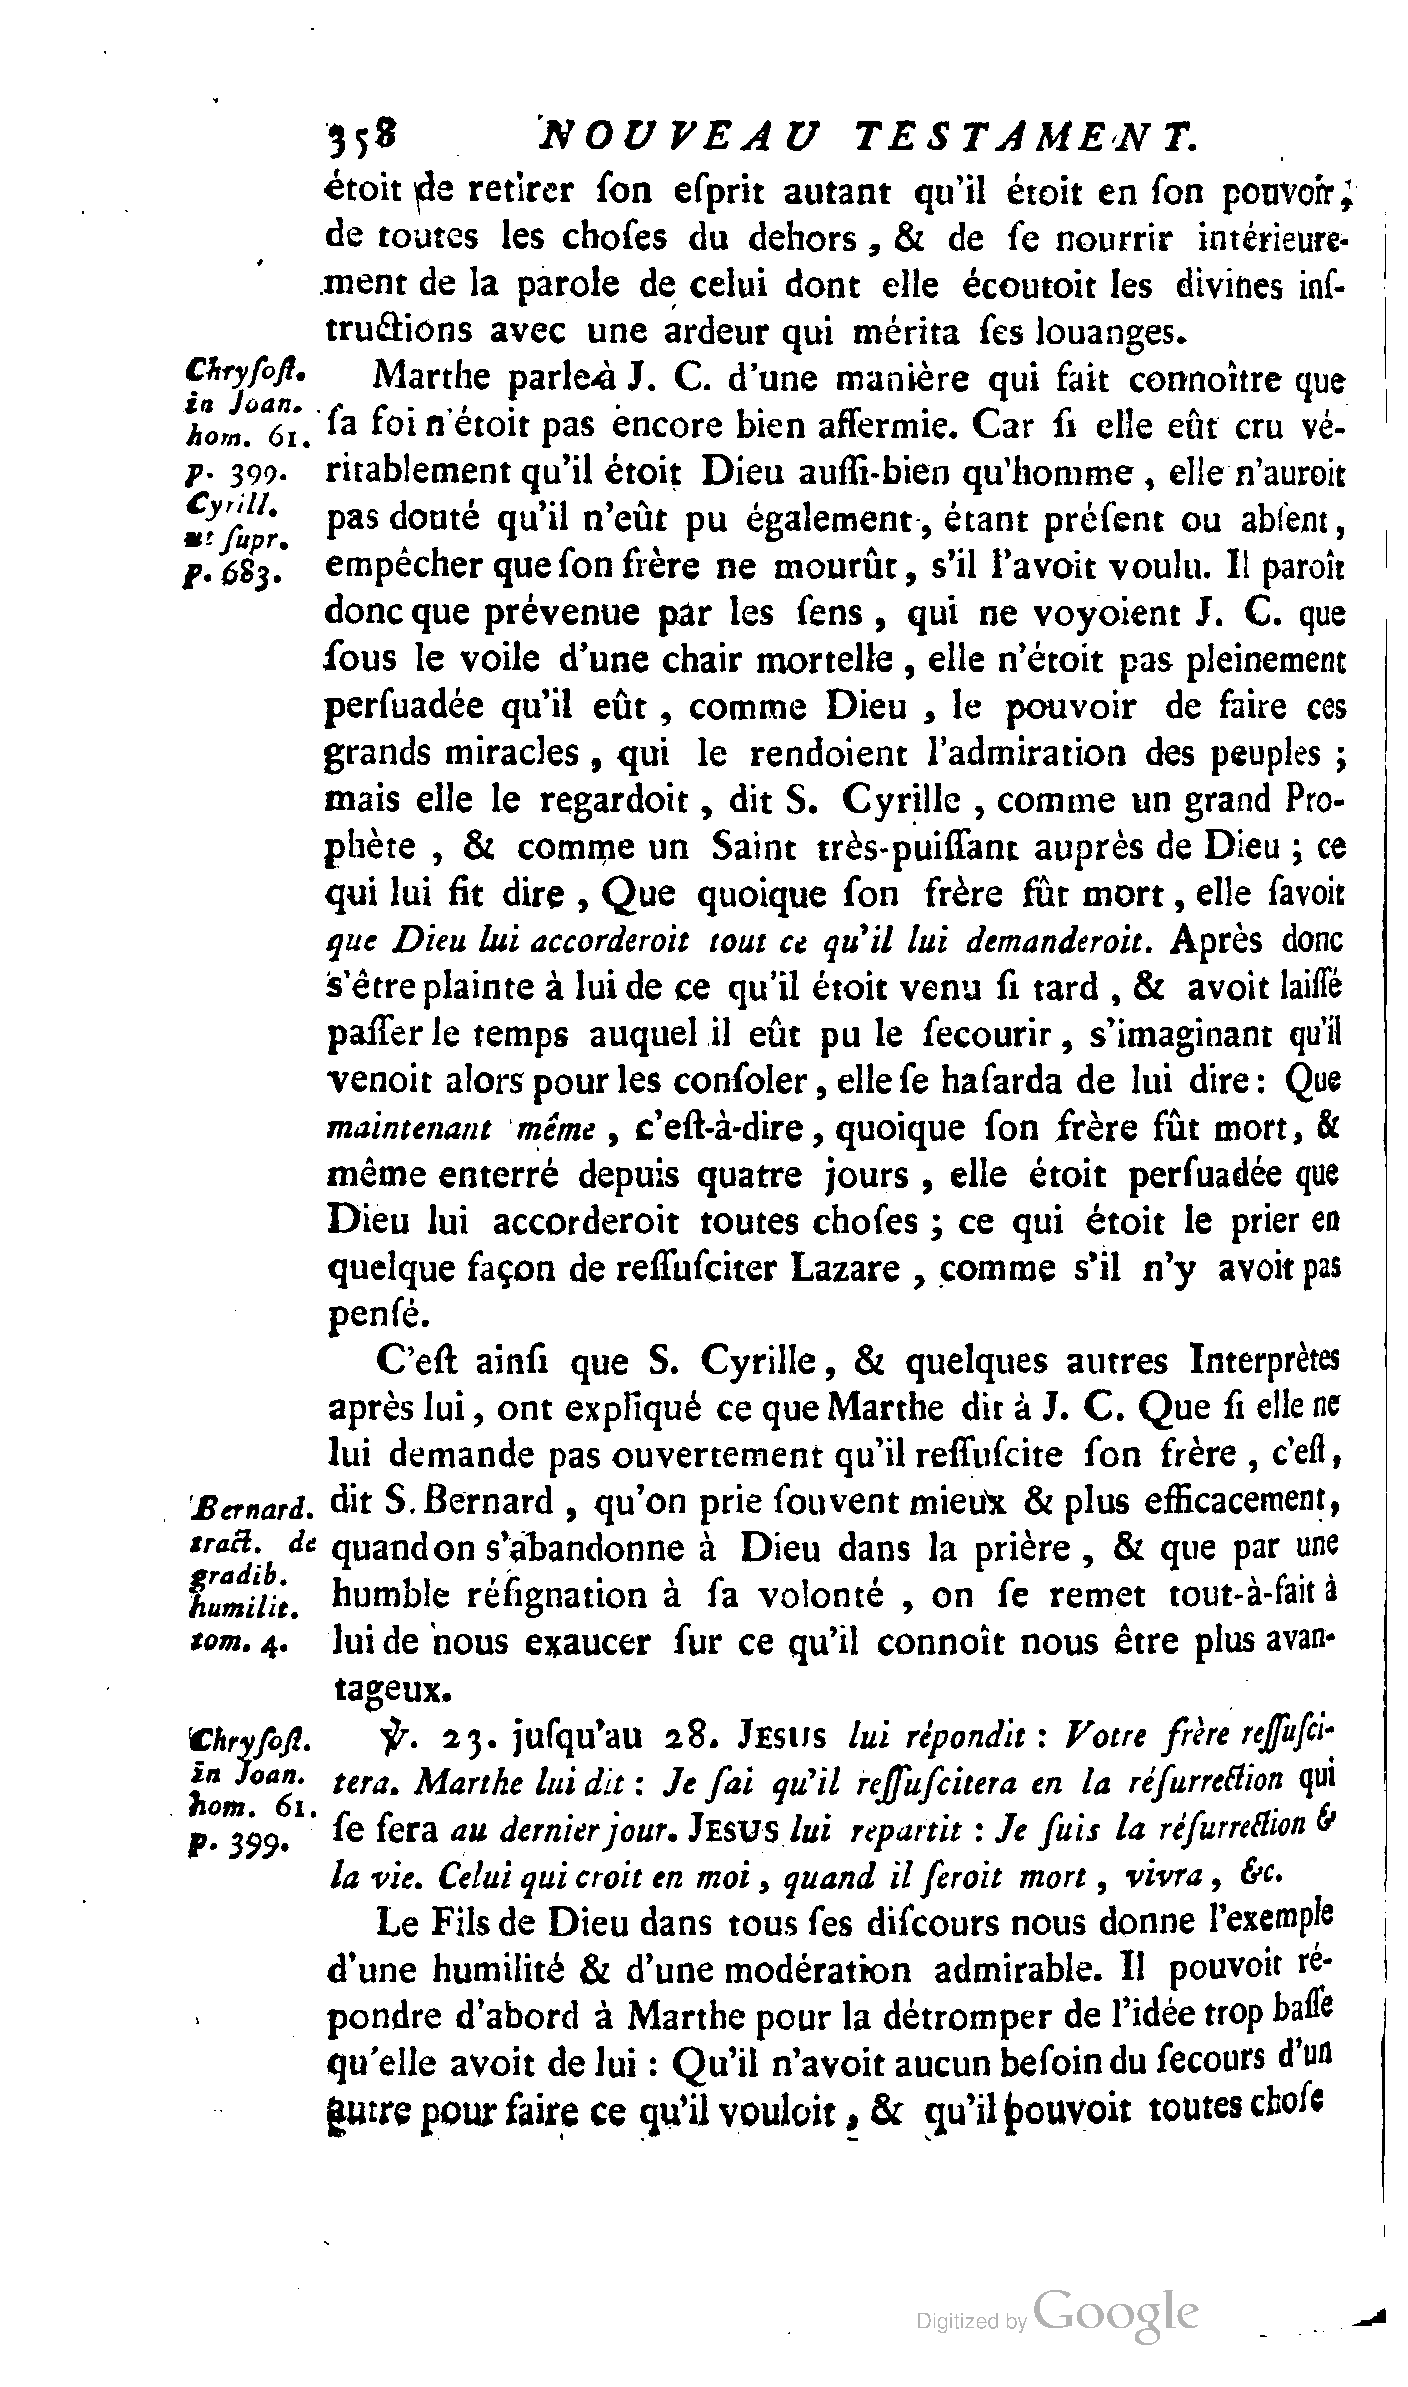 358 NOUVEAU TESTAMENT.
étoit de retirer ſon eſprit autant qu'il étoit en ſon pouvoir,
de toutes les choſes du dehors , & de ſe nourrir intérieure-
ment de la parole de celui dont elle écoutoit les divines inſ-
tructions avec une ardeur qui mérita ſes louanges.
Chryſoſt.
in Joan.
hom. 61.
p. 399.
Cyrill.
ut ſupr.
p. 683.
Marthe parle à J. C. d'une manière qui fait connoître que
ſa foi n'étoit pas encore bien affermie. Car ſi elle eût cru vé-
ritablement qu'il étoit Dieu auſſi-bien qu'homme , elle n'auroit
pas douté qu'il n'eût pu également, étant préſent ou abſent,
empêcher que ſon frère ne mourût, s'il l'avoit voulu. Il paroît
donc que prévenue par les ſens , qui ne voyoient J. C. que
ſous le voile d'une chair mortelle , elle n'étoit pas pleinement
perſuadée qu'il eût , comme Dieu , le pouvoir de faire ces
grands miracles , qui le rendoient l'admiration des peuples ;
mais elle le regardoit , dit S. Cyrille , comme un grand Pro-
phète , & comme un Saint très-puiſſant auprès de Dieu ; ce
qui lui fit dire , Que quoique ſon frère fût mort , elle ſavoit
que Dieu lui accorderoit tout ce qu'il lui demanderoit. Après donc
s'être plainte à lui de ce qu'il étoit venu ſi tard , & avoit laiſſé
paſſer le temps auquel il eût pu le ſecourir , s'imaginant qu'il
venoit alors pour les conſoler , elle ſe haſarda de lui dire : Que
maintenant même , c'eſt-à-dire , quoique ſon frère fût mort, &
même enterré depuis quatre jours , elle étoit perſuadée que
Dieu lui accorderoit toutes choſes ; ce qui étoit le prier en
quelque façon de reſſuſciter Lazare , comme s'il n'y avoit pas
penſé.
C'eſt ainſi que S. Cyrille, & quelques autres Interprètes
après lui, ont expliqué ce que Marthe dit à J. C. Que ſi elle ne
lui demande pas ouvertement qu'il reſſuſcite ſon frère , c'eſt,
Bernard.
tract. de
gradib.
humilit.
tom. 4.
dit S. Bernard , qu'on prie ſouvent mieux & plus efficacement,
quand on s'abandonne à Dieu dans la prière , & que par une
humble réſignation à ſa volonté , on ſe remet tout-à-fait à
lui de nous exaucer ſur ce qu'il connoît nous être plus avan-
tageux.
Chryſoſt.
in Joan.
hom. 61.
p. 399.
℣. 23. juſqu'au 28. JESUS lui répondit : Votre frère reſſuſci-
tera. Marthe lui dit : Je ſai qu'il reſſuſcitera en la réſurrection qui
ſe ſera au dernier jour. JESUS lui repartit : Je ſuis la réſurrection &
la vie. Celui qui croit en moi , quand il ſeroit mort , vivra , &c.
Le Fils de Dieu dans tous ſes diſcours nous donne l'exemple
d'une humilité & d'une modération admirable. Il pouvoit ré-
pondre d'abord à Marthe pour la détromper de l'idée trop baſſe
qu'elle avoit de lui : Qu'il n'avoit aucun beſoin du ſecours d'un
autre pour faire ce qu'il vouloit , & qu'il pouvoit toutes choſe
Digitized by Google